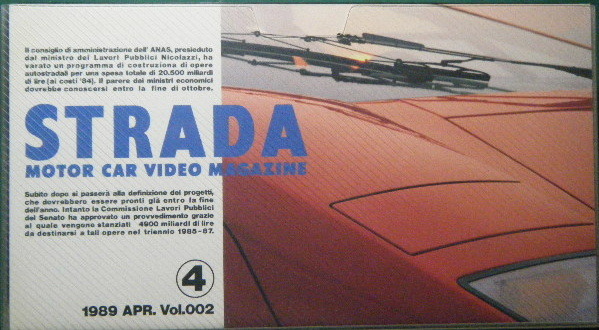 Il consiglio di amministrazione dell' ANAS, presieduto
dal ministro dei Lavori Pubblici Nicolazzi, ha
varato un programma di costruzione di opere
autostradali per una spesa totale di 20.500 miliardi
di lire (ai costi '84). Il parere dei ministri economici
dovrebbe conoscersi entro la fine di ottobre.
STRADA
MOTOR CAR VIDEO MAGAZINE
Subito dopo si passerà alla definizione dei progetti,
che dovrebbero essere pronti già entro la fine
dell'anno. Intanto la Commissione Lavori Pubblici
del Senato ha approvato un provvedimento grazie
al quale vengono stanziati 4900 miliardi di lire
da destinarsi a tali opere nel triennio 1985-87.
4
1989 APR. Vol.002